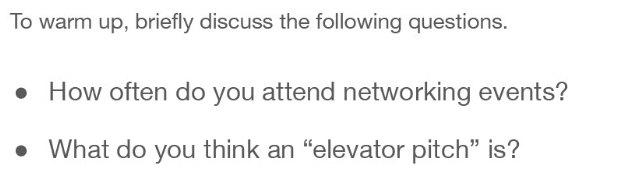 To warm up, briefly discuss the following questions.
● How often do you attend networking events?
● What do you think an “elevator pitch” is?